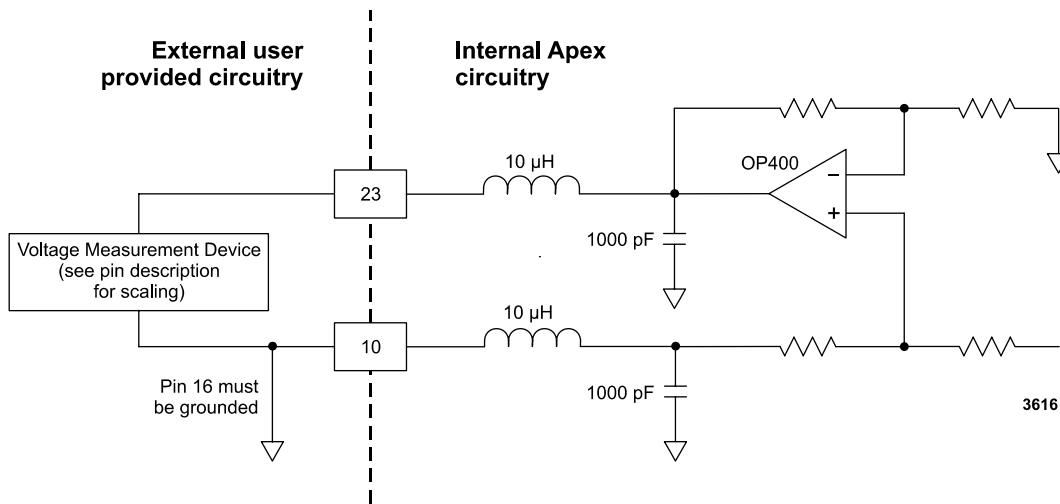 External user
provided circuitry
Internal Apex
circuitry
10 µH
OP400
23
−
+
1000 pF
Voltage Measurement Device
(see pin description
for scaling)
10 µH
10
Pin 16 must
be grounded
1000 pF
3616